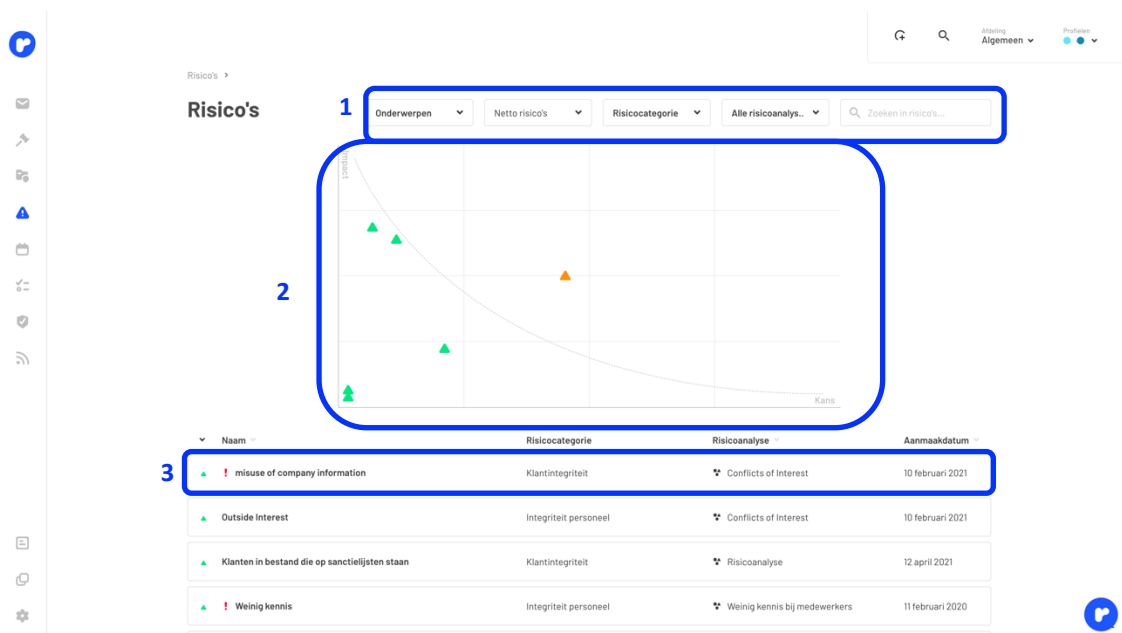 Afdeling
Algemeen
Profielen
Risico's >
Risico's
1
Onderwerpen
Netto risico's
Risicocategorie
Alle risicoanalys..
Zoeken in risico's...
Impact
2
Kans
Naam Risicocategorie Risicoanalyse Aanmaakdatum
3
! misuse of company information Klantintegriteit Conflicts of Interest 10 februari 2021
Outside Interest Integriteit personeel Conflicts of Interest 10 februari 2021
Klanten in bestand die op sanctielijsten staan Klantintegriteit Risicoanalyse 12 april 2021
! Weinig kennis Integriteit personeel Weinig kennis bij medewerkers 11 februari 2020